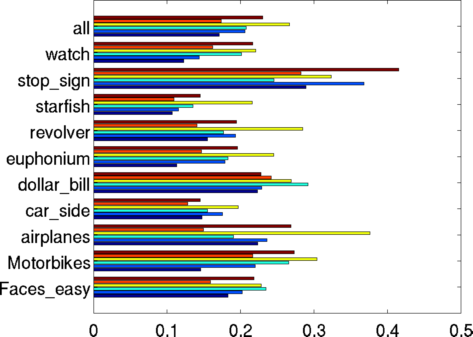 all
watch
stop_sign
starfish
revolver
euphonium
dollar_bill
car_side
airplanes
Motorbikes
Faces_easy
0 0.1 0.2 0.3 0.4 0.5